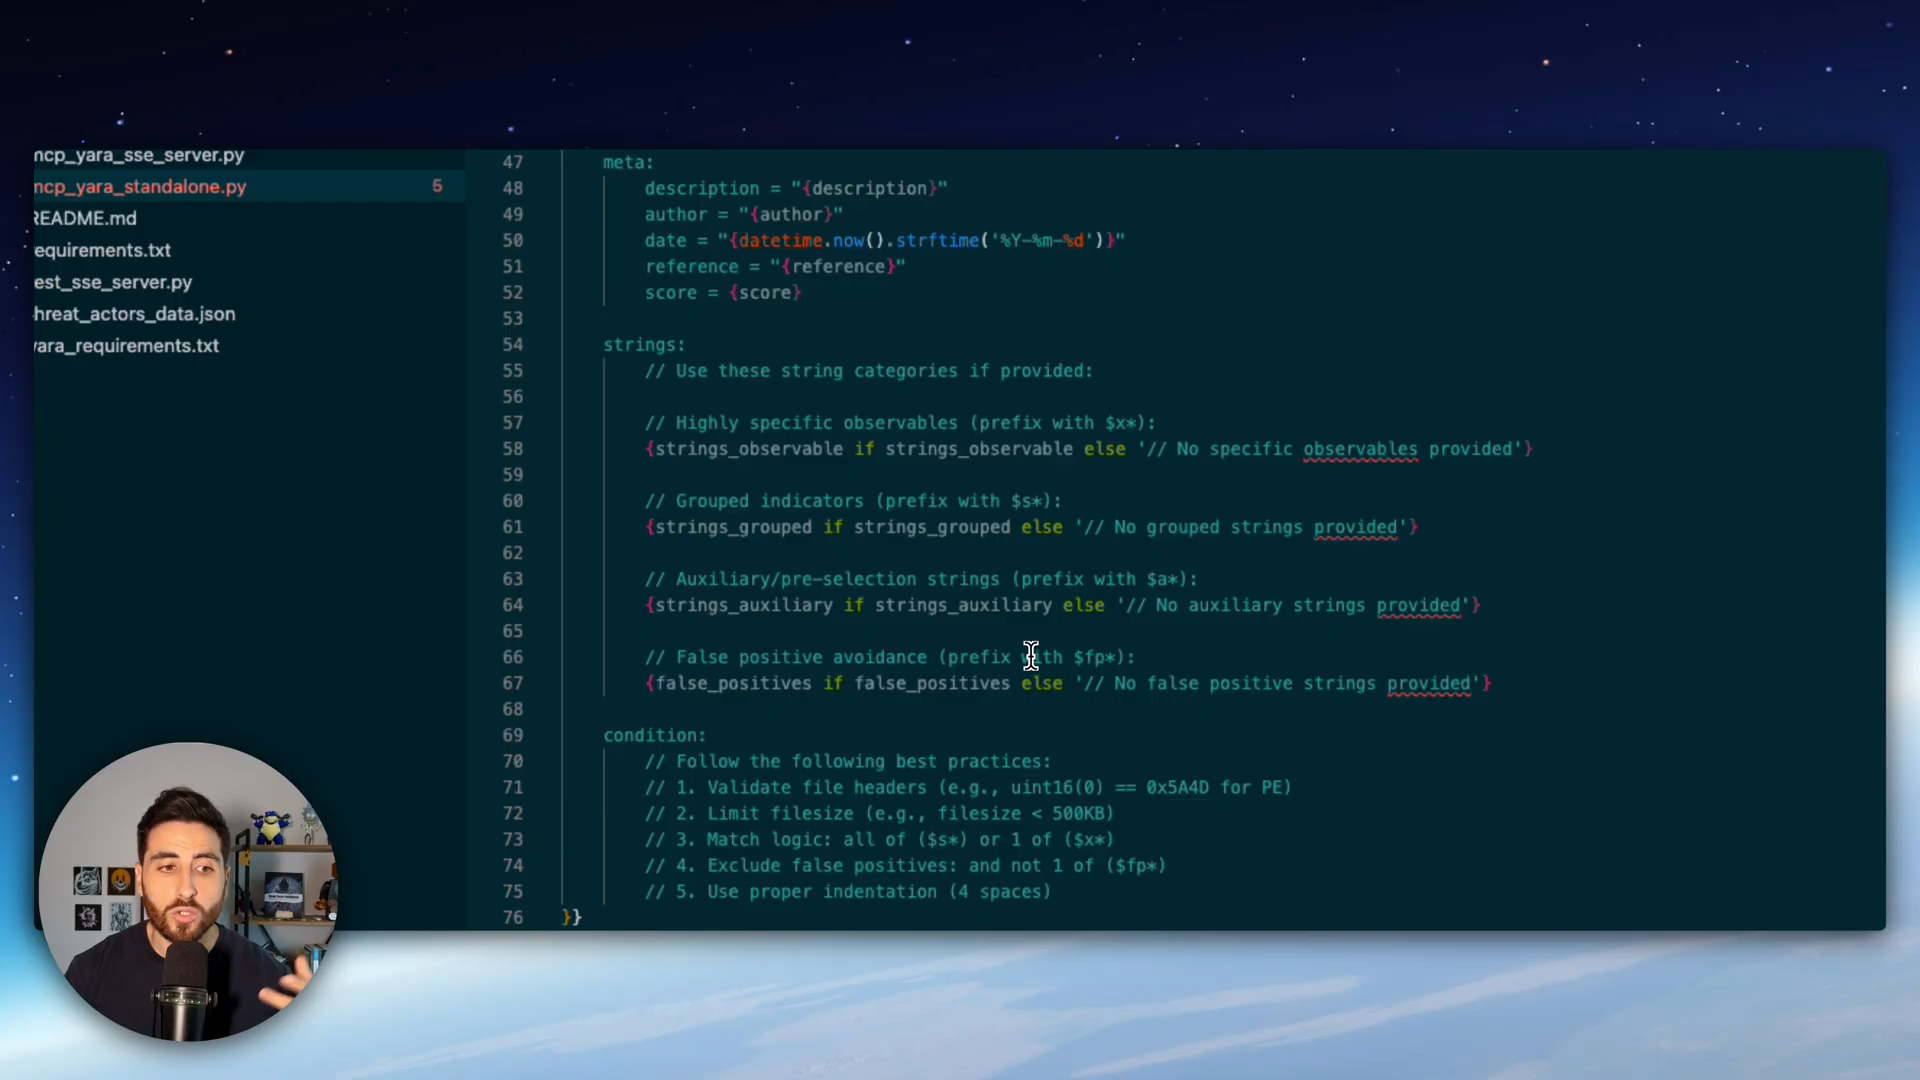 mcp_yara_sse_server.py
mcp_yara_standalone.py 5
README.md
requirements.txt
test_sse_server.py
threat_actors_data.json
yara_requirements.txt
47 meta:
48 description = "{description}"
49 author = "{author}"
50 date = "{datetime.now().strftime('%Y-%m-%d')}"
51 reference = "{reference}"
52 score = {score}
53
54 strings:
55 // Use these string categories if provided:
56
57 // Highly specific observables (prefix with $x*):
58 {strings_observable if strings_observable else '// No specific observables provided'}
59
60 // Grouped indicators (prefix with $s*):
61 {strings_grouped if strings_grouped else '// No grouped strings provided'}
62
63 // Auxiliary/pre-selection strings (prefix with $a*):
64 {strings_auxiliary if strings_auxiliary else '// No auxiliary strings provided'}
65
66 // False positive avoidance (prefix with $fp*):
67 {false_positives if false_positives else '// No false positive strings provided'}
68
69 condition:
70 // Follow the following best practices:
71 // 1. Validate file headers (e.g., uint16(0) == 0x5A4D for PE)
72 // 2. Limit filesize (e.g., filesize < 500KB)
73 // 3. Match logic: all of ($s*) or 1 of ($x*)
74 // 4. Exclude false positives: and not 1 of ($fp*)
75 // 5. Use proper indentation (4 spaces)
76 }}